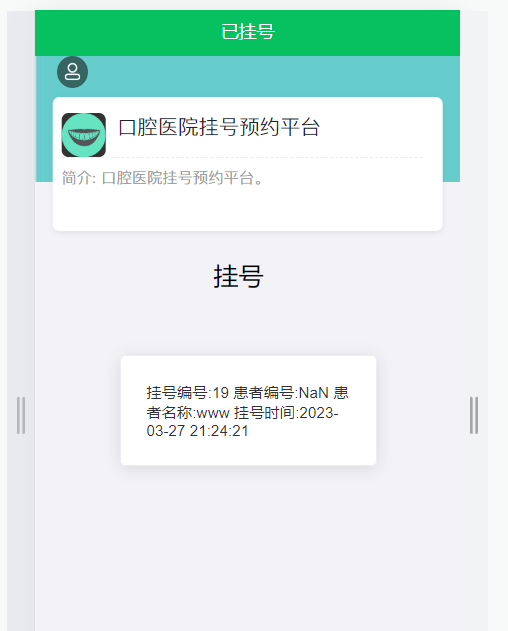 已挂号
口腔医院挂号预约平台
简介: 口腔医院挂号预约平台。
挂号
挂号编号:19 患者编号:NaN 患
者名称:www 挂号时间:2023-
03-27 21:24:21